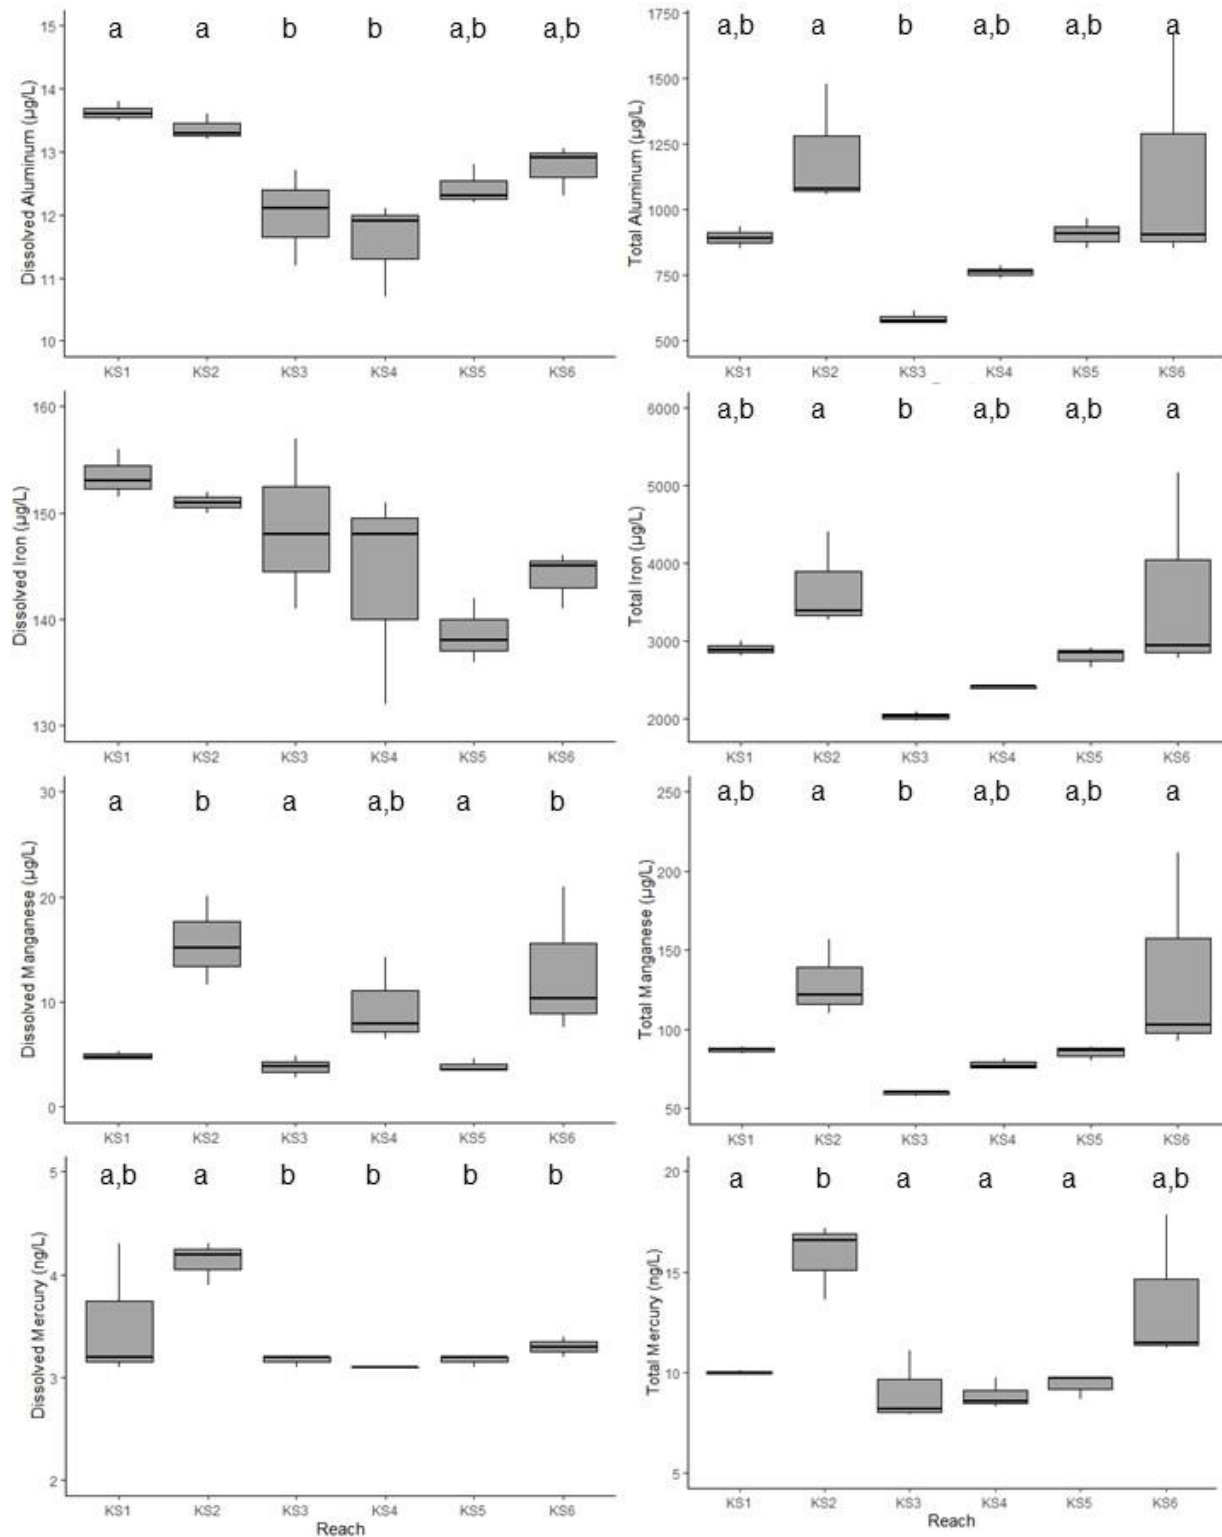 Dissolved Aluminum (µg/L)
15
14
13
12
11
10
a a b b a,b a,b
KS1 KS2 KS3 KS4 KS5 KS6
Total Aluminum (µg/L)
1750
1500
1250
1000
750
500
a,b a b a,b a,b a
KS1 KS2 KS3 KS4 KS5 KS6
Dissolved Iron (µg/L)
160
150
140
130
KS1 KS2 KS3 KS4 KS5 KS6
Total Iron (µg/L)
6000
5000
4000
3000
2000
a,b a b a,b a,b a
KS1 KS2 KS3 KS4 KS5 KS6
Dissolved Manganese (µg/L)
30
20
10
0
a b a a,b a b
KS1 KS2 KS3 KS4 KS5 KS6
Total Manganese (µg/L)
250
200
150
100
50
a,b a b a,b a,b a
KS1 KS2 KS3 KS4 KS5 KS6
Dissolved Mercury (ng/L)
5
4
3
2
a,b a b b b b
KS1 KS2 KS3 KS4 KS5 KS6
Reach
Total Mercury (ng/L)
20
15
10
5
a b a a a a,b
KS1 KS2 KS3 KS4 KS5 KS6
Reach